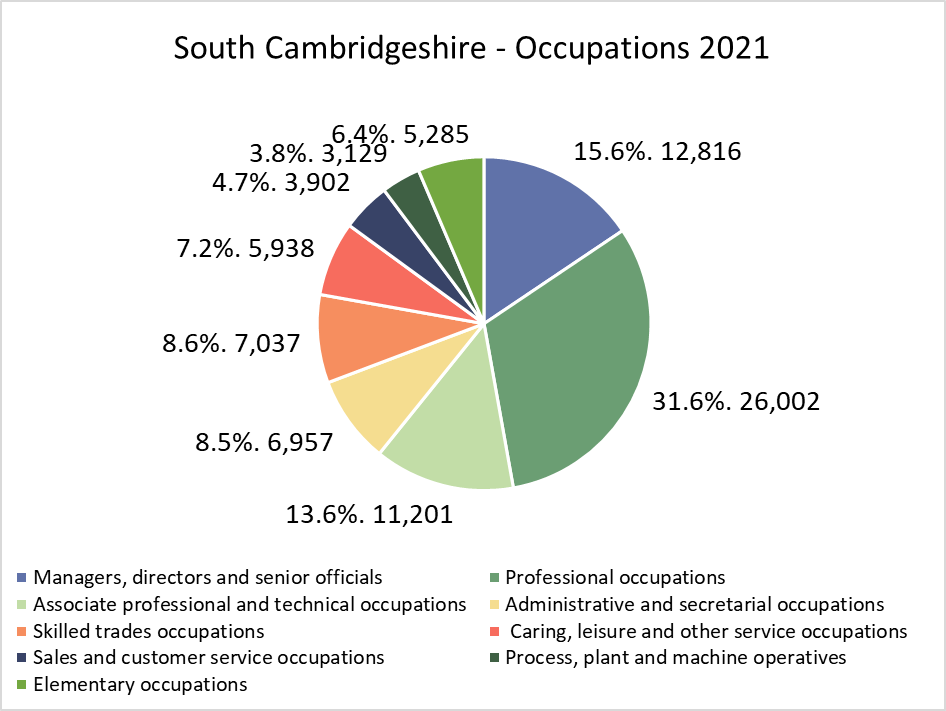 South Cambridgeshire - Occupations 2021
6.4%. 5,285
3.8%. 3,129
15.6%. 12,816
4.7%. 3,902
7.2%. 5,938
8.6%. 7,037
31.6%. 26,002
8.5%. 6,957
13.6%. 11,201
Managers, directors and senior officials
Professional occupations
Associate professional and technical occupations
Administrative and secretarial occupations
Skilled trades occupations
Caring, leisure and other service occupations
Sales and customer service occupations
Process, plant and machine operatives
Elementary occupations